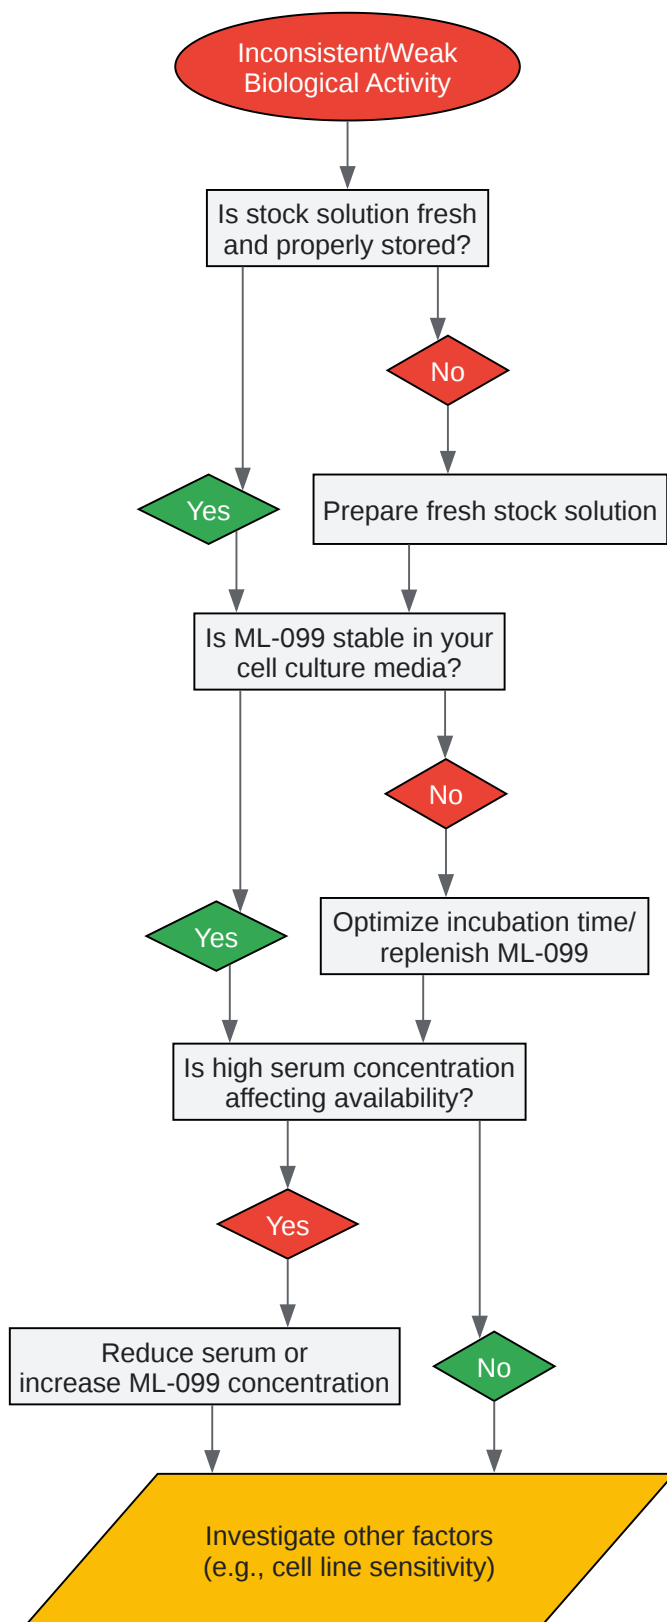 Inconsistent/Weak
Biological Activity
Is stock solution fresh
and properly stored?
No
Yes
Prepare fresh stock solution
Is ML-099 stable in your
cell culture media?
No
Yes
Optimize incubation time/
replenish ML-099
Is high serum concentration
affecting availability?
Yes
Reduce serum or
increase ML-099 concentration
No
Investigate other factors
(e.g., cell line sensitivity)